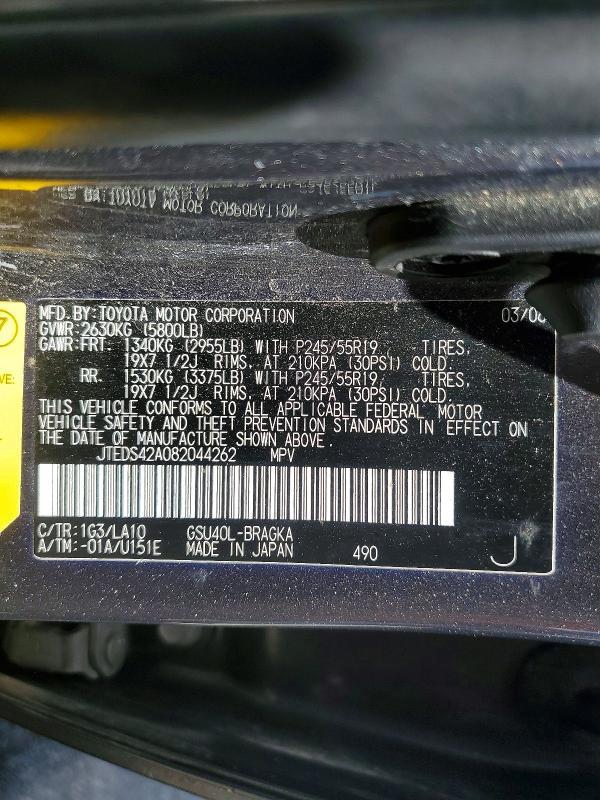 MFD. BY: TOYOTA MOTOR CORPORATION 03/08
GVWR: 2630KG (5800LB)
GAWR: FRT. 1340KG (2955LB) WITH P245/55R19, TIRES,
19X7 1/2J RIMS, AT 210KPA (30PSI) COLD.
RR. 1530KG (3375LB) WITH P245/55R19, TIRES,
19X7 1/2J RIMS, AT 210KPA (30PSI) COLD.
THIS VEHICLE CONFORMS TO ALL APPLICABLE FEDERAL MOTOR
VEHICLE SAFETY AND THEFT PREVENTION STANDARDS IN EFFECT ON
THE DATE OF MANUFACTURE SHOWN ABOVE.
JTEDS42A082044262 MPV
C/TR: 1G3/LA10 GSU40L-BRAGKA
A/TM: -01A/U151E MADE IN JAPAN 490 J